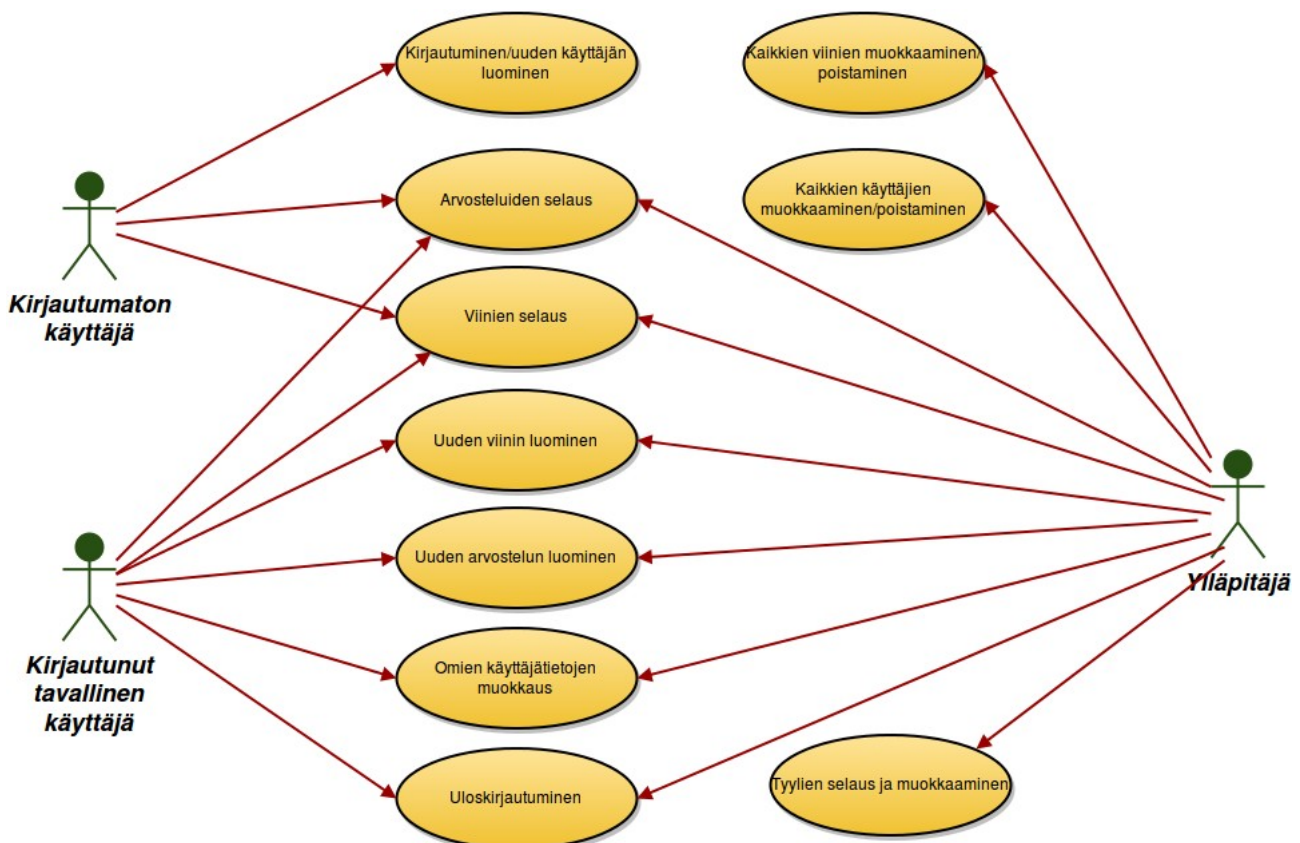 Kirjautuminen/uuden käyttäjän
luominen
Kaikkien viinien muokkaaminen/
poistaminen
Arvosteluiden selaus
Kaikkien käyttäjien
muokkaaminen/poistaminen
Kirjautumaton
käyttäjä
Viinien selaus
Uuden viinin luominen
Uuden arvostelun luominen
Ylläpitäjä
Kirjautunut
tavallinen
käyttäjä
Omien käyttäjätietojen
muokkaus
Uloskirjautuminen
Tyylien selaus ja muokkaaminen